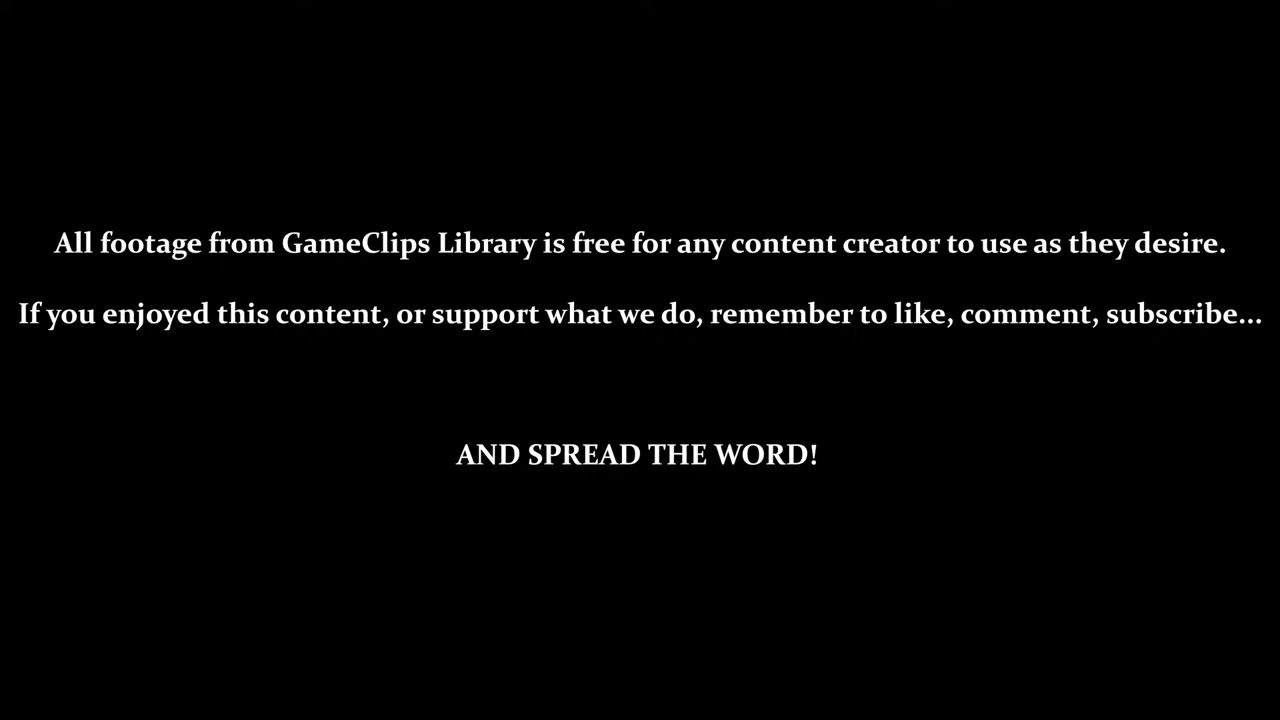 All footage from GameClips Library is free for any content creator to use as they desire.
If you enjoyed this content, or support what we do, remember to like, comment, subscribe...
AND SPREAD THE WORD!